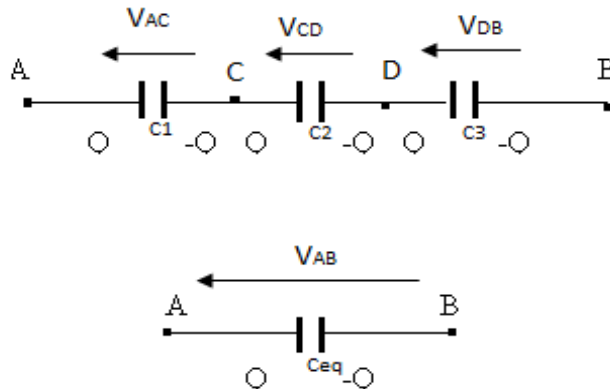 VAC VCD VDB
A C D B
C1 C2 C3
O -O O -O O -O
VAB
A B
Ceq
O -O